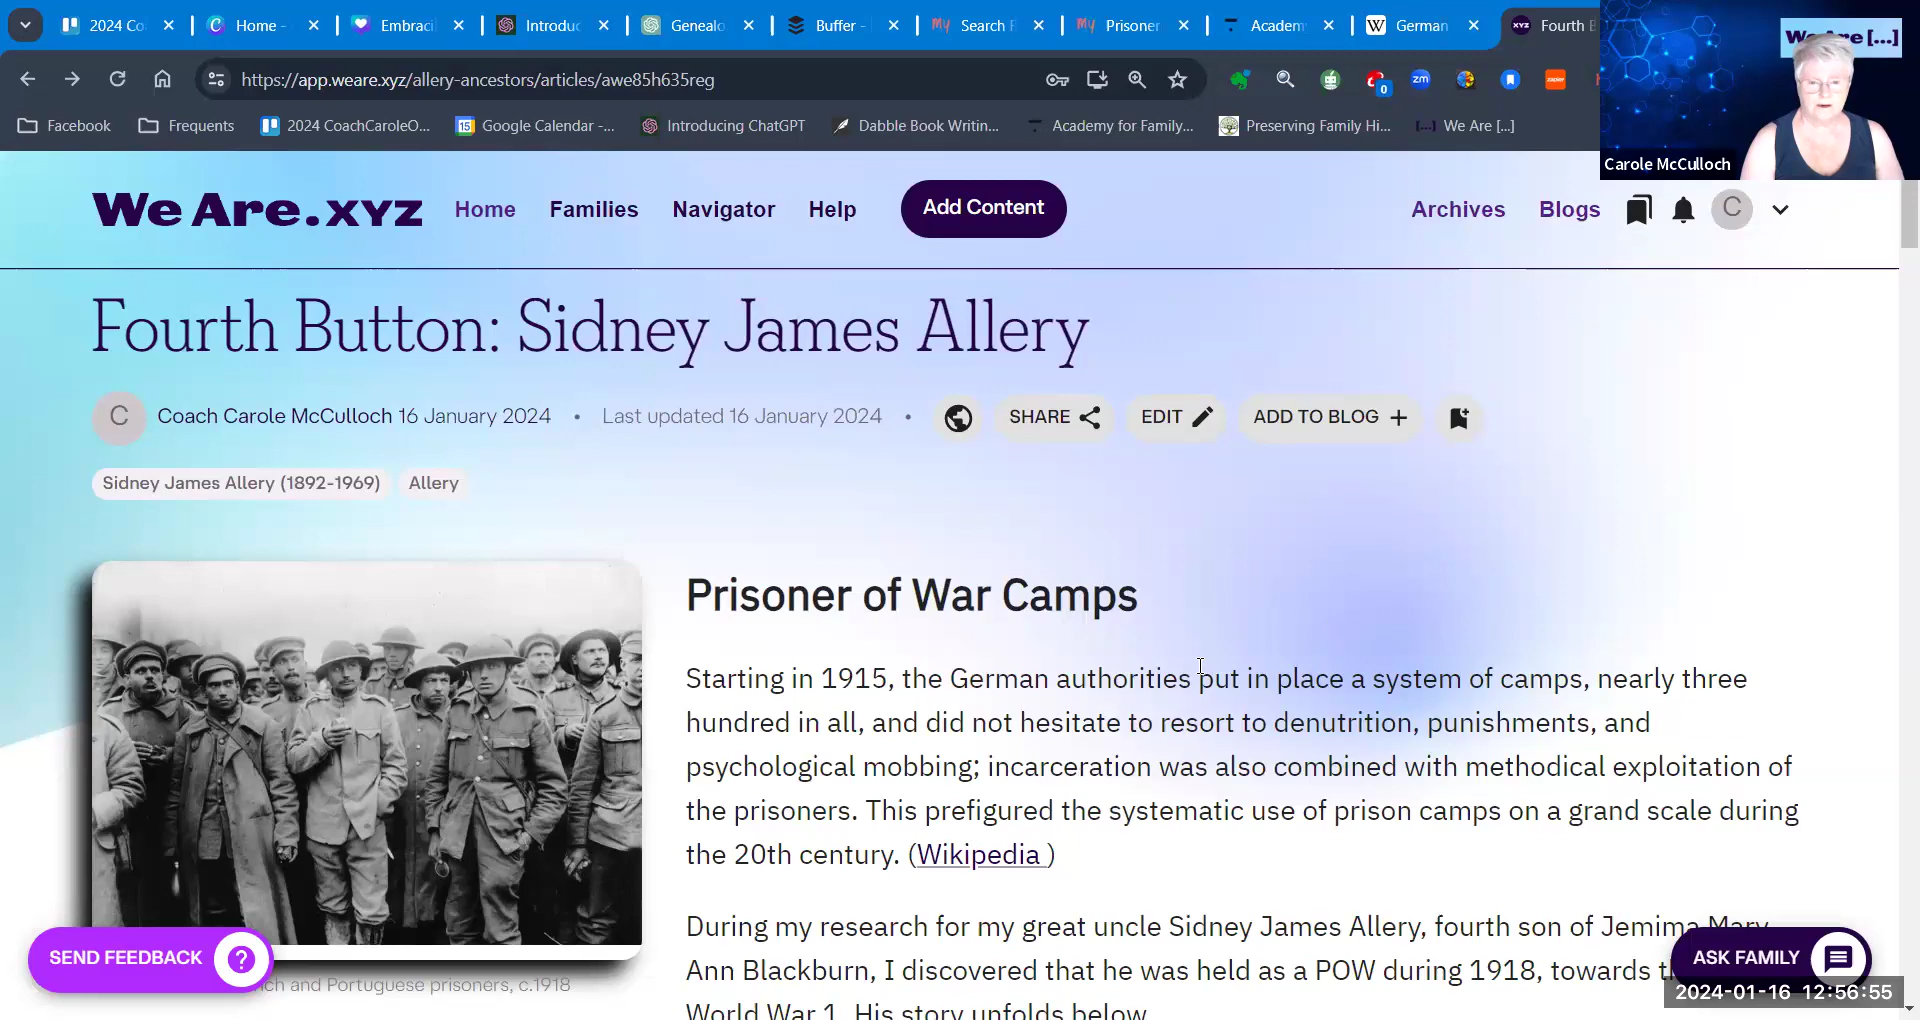 2024 Co
Home -
Embraci
Introduc
Genealo
Buffer -
Search F
Prisoner
Academ
German
Fourth B
https://app.weare.xyz/allery-ancestors/articles/awe85h635reg
We Are [...]
Facebook
Frequents
2024 CoachCaroleO...
Google Calendar -...
Introducing ChatGPT
Dabble Book Writin...
Academy for Family...
Preserving Family Hi...
We Are [...]
Carole McCulloch
We Are.xyz
Home
Families
Navigator
Help
Add Content
Archives
Blogs
C
Fourth Button: Sidney James Allery
C
Coach Carole McCulloch 16 January 2024 • Last updated 16 January 2024 •
SHARE
EDIT
ADD TO BLOG +
Sidney James Allery (1892-1969)
Allery
Prisoner of War Camps
Starting in 1915, the German authorities put in place a system of camps, nearly three
hundred in all, and did not hesitate to resort to denutrition, punishments, and
psychological mobbing; incarceration was also combined with methodical exploitation of
the prisoners. This prefigured the systematic use of prison camps on a grand scale during
the 20th century. (Wikipedia )
During my research for my great uncle Sidney James Allery, fourth son of Jemima Mary
Ann Blackburn, I discovered that he was held as a POW during 1918, towards
World War 1. His story unfolds below
and Portuguese prisoners, c.1918
SEND FEEDBACK ?
ASK FAMILY
2024-01-16 12:56:55